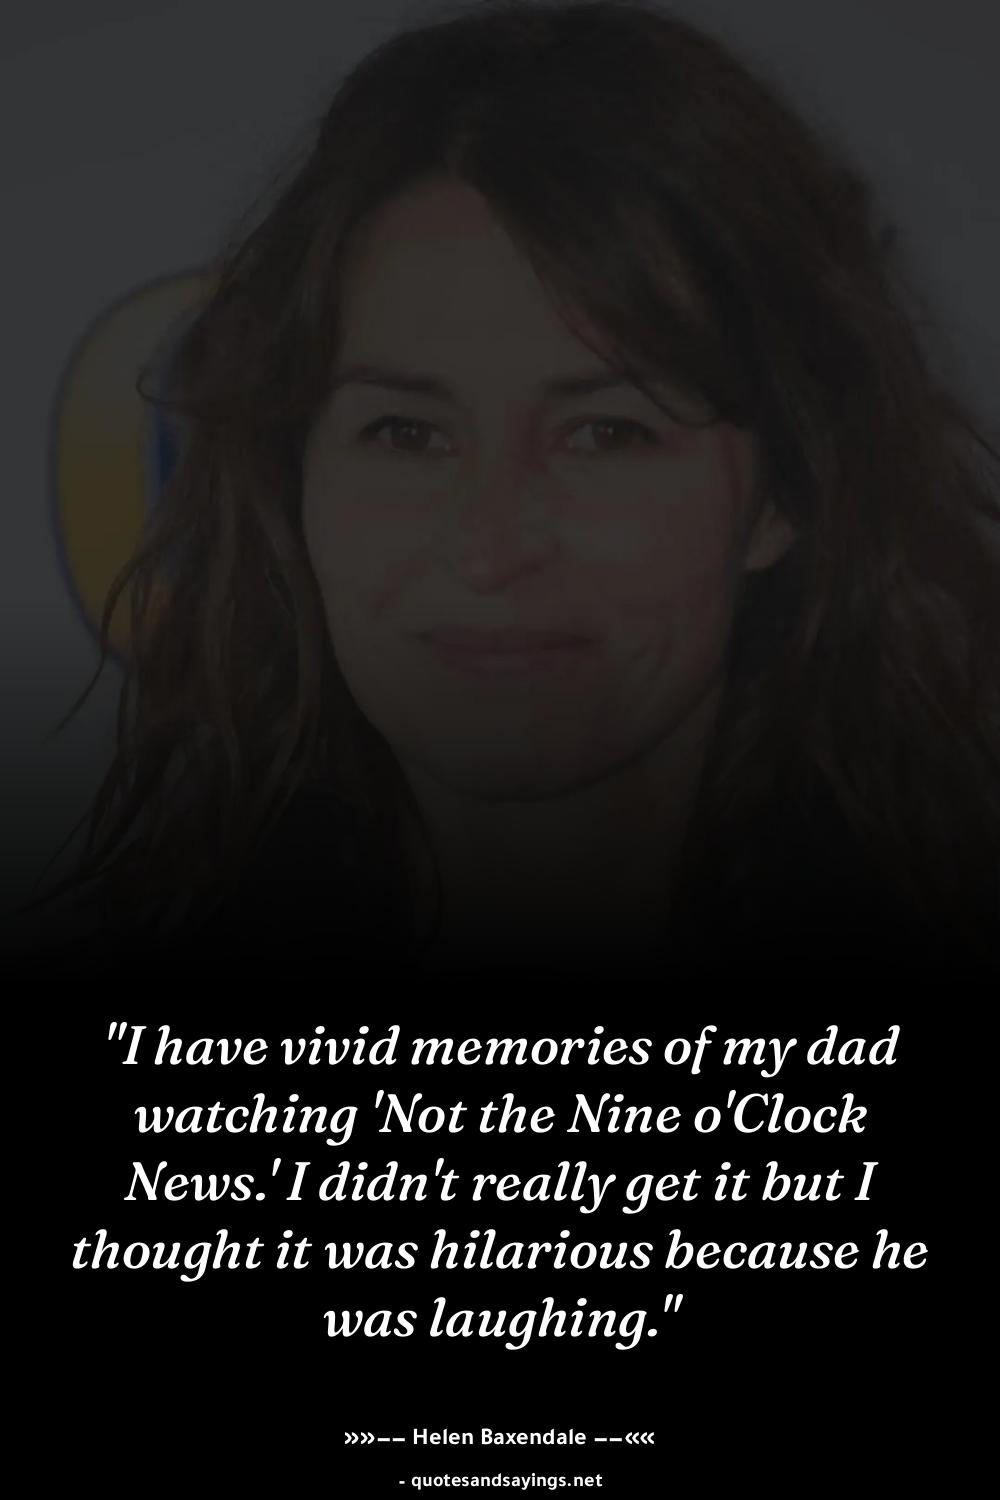 "I have vivid memories of my dad
watching 'Not the Nine o'Clock
News.' I didn't really get it but I
thought it was hilarious because he
was laughing."
»»−− Helen Baxendale −−««
- quotesandsayings.net